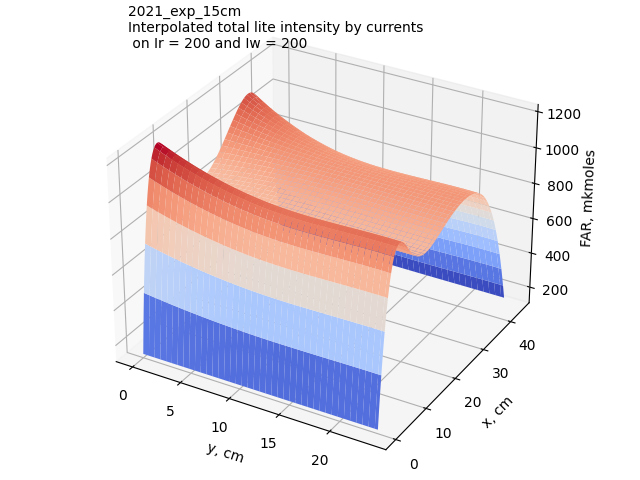 2021_exp_15cm
Interpolated total lite intensity by currents
on Ir = 200 and Iw = 200
1200
1000
800
600
400
200
FAR, mkmoles
40
30
20
10
0
x, cm
0
5
10
15
20
y, cm